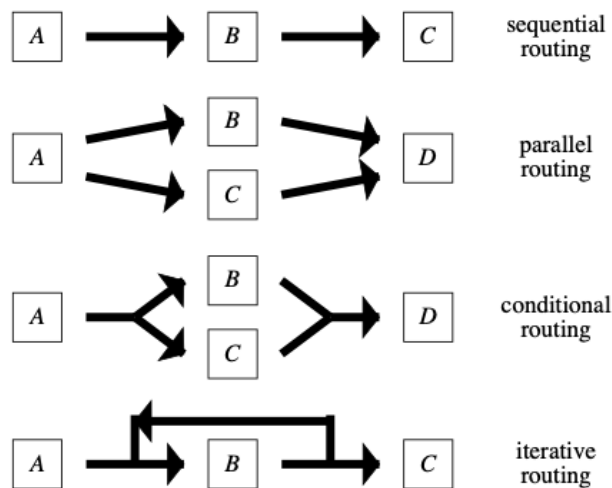 A B C sequential
routing
B
A D parallel
routing
C
B
A D conditional
routing
C
A B C iterative
routing